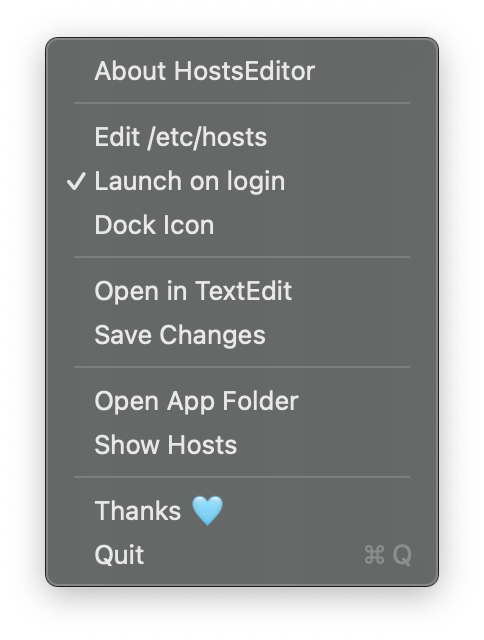 About HostsEditor
Edit /etc/hosts
✓ Launch on login
Dock Icon
Open in TextEdit
Save Changes
Open App Folder
Show Hosts
Thanks 🩵
Quit ⌘ Q